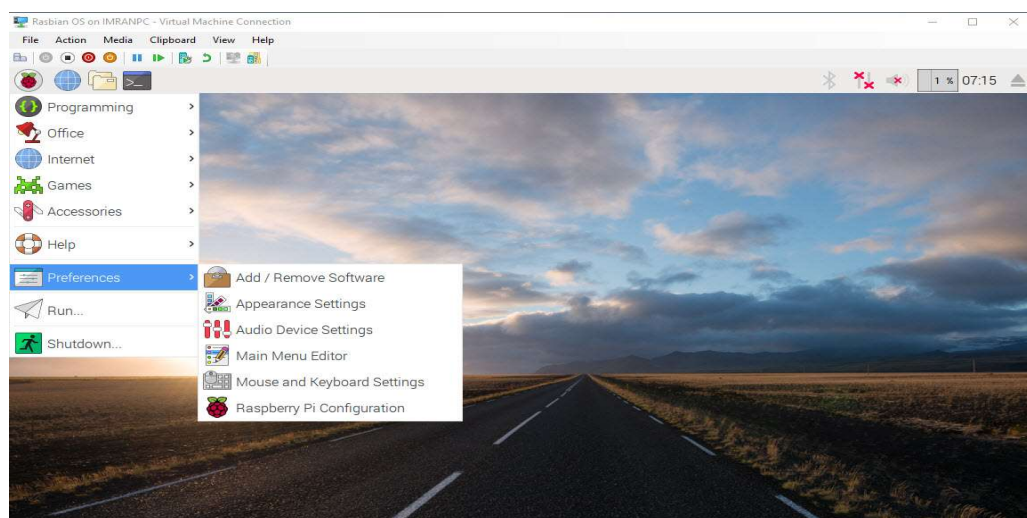 Rasbian OS on IMRANPC - Virtual Machine Connection
File Action Media Clipboard View Help
1 % 07:15
Programming
Office
Internet
Games
Accessories
Help
Preferences
Run...
Shutdown...
Add / Remove Software
Appearance Settings
Audio Device Settings
Main Menu Editor
Mouse and Keyboard Settings
Raspberry Pi Configuration